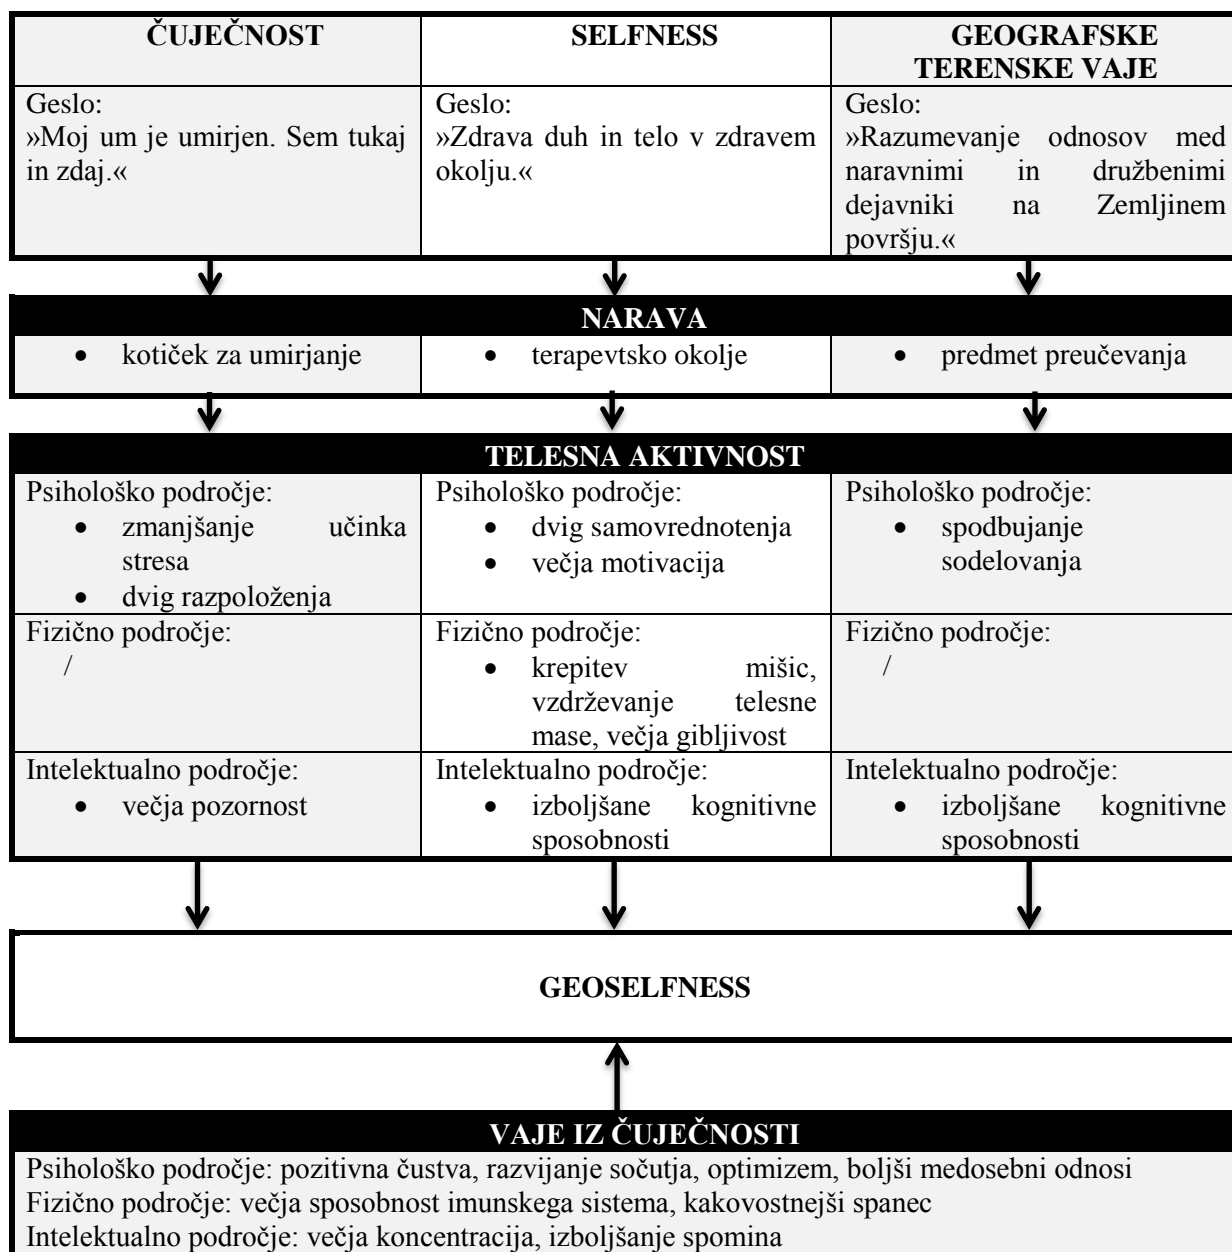 ČUJEČNOST
SELFNESS
GEOGRAFSKE
TERENSKE VAJE
Geslo:
»Moj um je umirjen. Sem tukaj
in zdaj.«
Geslo:
»Zdrava duh in telo v zdravem
okolju.«
Geslo:
»Razumevanje odnosov med
naravnimi in družbenimi
dejavniki na Zemljinem
površju.«
NARAVA
• kotiček za umirjanje
• terapevtsko okolje
• predmet preučevanja
TELESNA AKTIVNOST
Psihološko področje:
• zmanjšanje učinka
stresa
• dvig razpoloženja
Psihološko področje:
• dvig samovrednotenja
• večja motivacija
Psihološko področje:
• spodbujanje
sodelovanja
Fizično področje:
/
Fizično področje:
• krepitev mišic,
vzdrževanje telesne
mase, večja gibljivost
Fizično področje:
/
Intelektualno področje:
• večja pozornost
Intelektualno področje:
• izboljšane kognitivne
sposobnosti
Intelektualno področje:
• izboljšane kognitivne
sposobnosti
GEOSELFNESS
VAJE IZ ČUJEČNOSTI
Psihološko področje: pozitivna čustva, razvijanje sočutja, optimizem, boljši medosebni odnosi
Fizično področje: večja sposobnost imunskega sistema, kakovostnejši spanec
Intelektualno področje: večja koncentracija, izboljšanje spomina